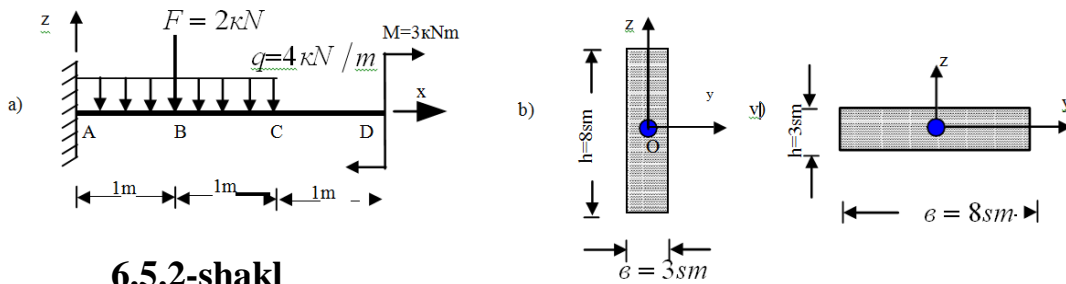 a)
z
F = 2кN
q=4кN/m
M=3кNm
x
A
B
C
D
1m
1m
1m
b)
z
y
O
h=8sm
в = 3sm
v)
z
y
h=3sm
в = 8sm
6.5.2-shakl